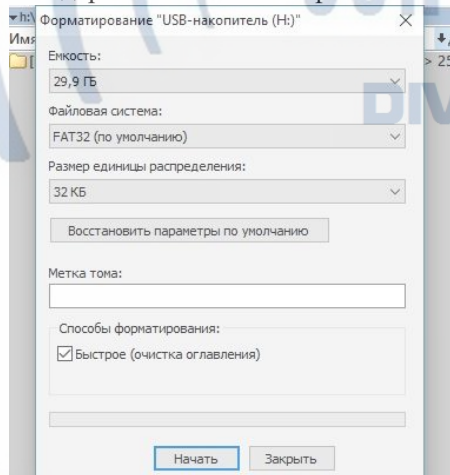 h:\
Форматирование "USB-накопитель (H:)"
Имя
Емкость:
29,9 ГБ
Файловая система:
FAT32 (по умолчанию)
Размер единицы распределения:
32 КБ
Восстановить параметры по умолчанию
Метка тома:
Способы форматирования:
Быстрое (очистка оглавления)
Начать
Закрыть